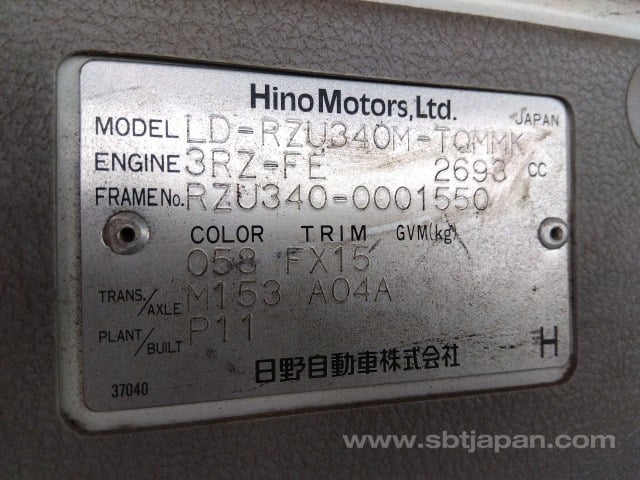 Hino Motors, Ltd.
JAPAN
MODEL LD-RZU340M-TQMMK
ENGINE 3RZ-FE 2693 CC
FRAME No. RZU340-0001550
COLOR TRIM GVM(kg)
058 FX15
TRANS./AXLE M153 A04A
PLANT/BUILT P11
日野自動車株式会社
H
37040
www.sbtjapan.com